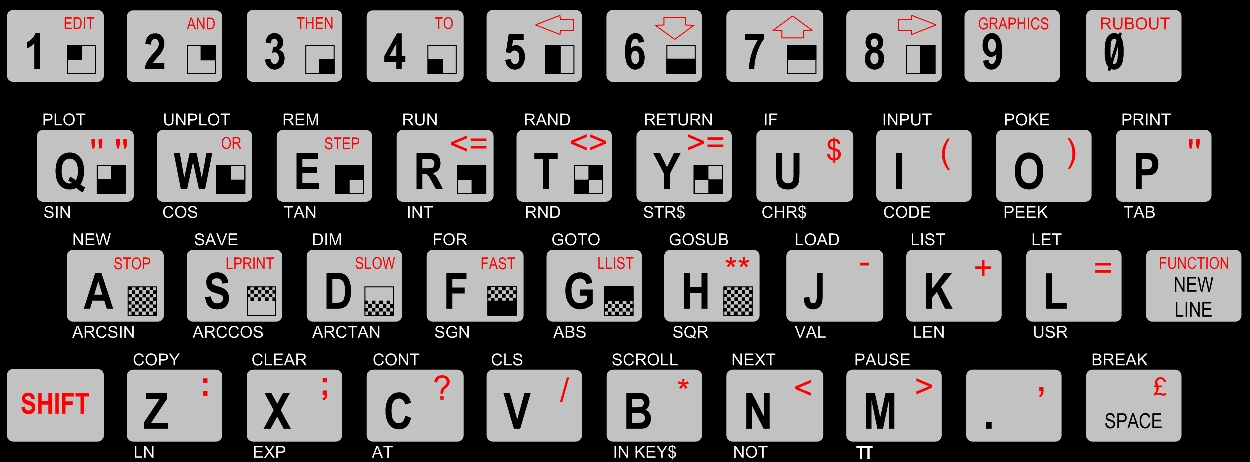 EDIT AND THEN TO GRAPHICS RUBOUT
1 2 3 4 5 6 7 8 9 0
PLOT UNPLOT REM RUN RAND RETURN IF INPUT POKE PRINT
" " OR STEP <= <> >= $ ( ) "
Q W E R T Y U I O P
SIN COS TAN INT RND STR$ CHR$ CODE PEEK TAB
NEW SAVE DIM FOR GOTO GOSUB LOAD LIST LET
STOP LPRINT SLOW FAST LLIST ** - + = FUNCTION
A S D F G H J K L NEW LINE
ARCSIN ARCCOS ARCTAN SGN ABS SQR VAL LEN USR
COPY CLEAR CONT CLS SCROLL NEXT PAUSE BREAK
: ; ? / * < > , £
SHIFT Z X C V B N M . SPACE
LN EXP AT IN KEY$ NOT π